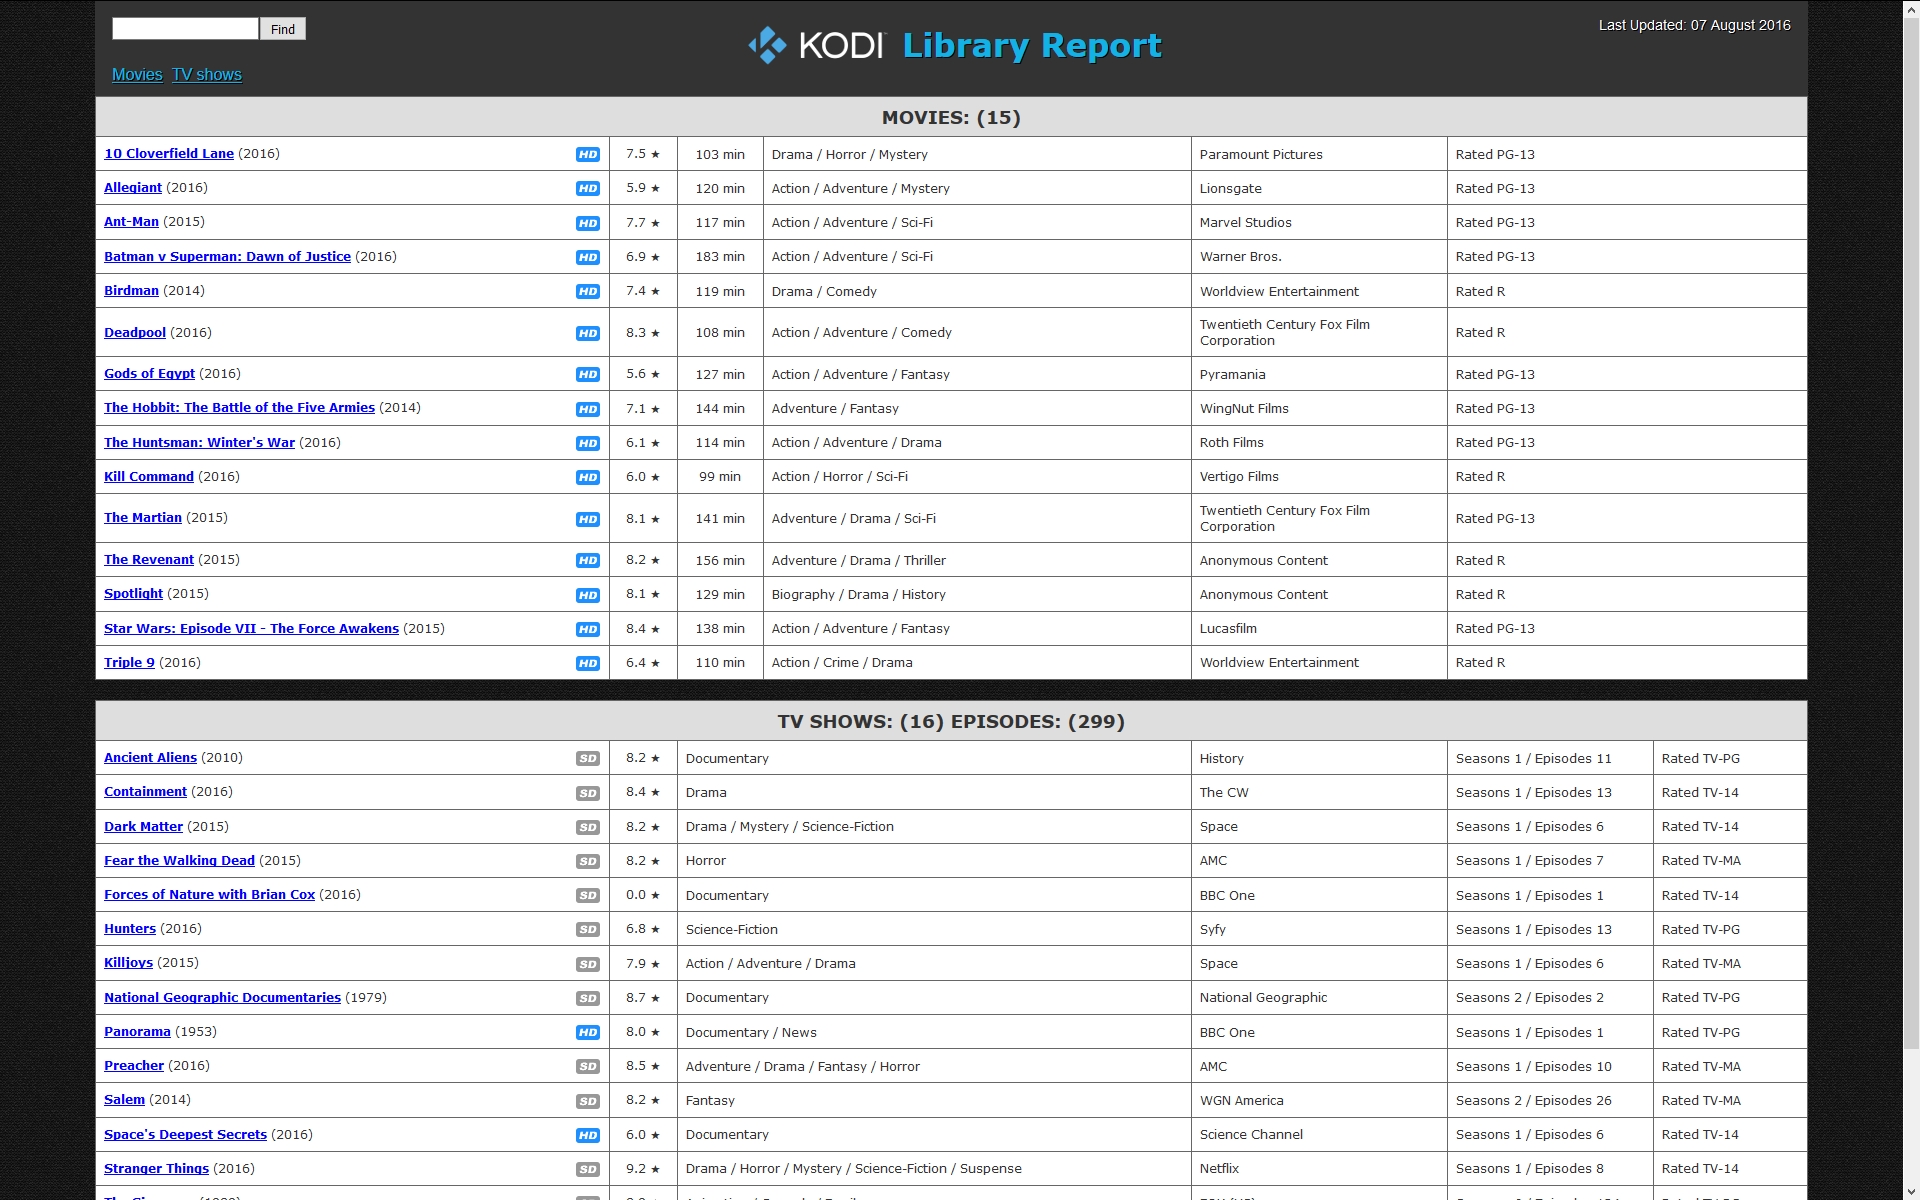 Find
KODI Library Report
Last Updated: 07 August 2016
Movies TV shows
MOVIES: (15)
10 Cloverfield Lane (2016) HD 7.5 ★ 103 min Drama / Horror / Mystery Paramount Pictures Rated PG-13
Allegiant (2016) HD 5.9 ★ 120 min Action / Adventure / Mystery Lionsgate Rated PG-13
Ant-Man (2015) HD 7.7 ★ 117 min Action / Adventure / Sci-Fi Marvel Studios Rated PG-13
Batman v Superman: Dawn of Justice (2016) HD 6.9 ★ 183 min Action / Adventure / Sci-Fi Warner Bros. Rated PG-13
Birdman (2014) HD 7.4 ★ 119 min Drama / Comedy Worldview Entertainment Rated R
Deadpool (2016) HD 8.3 ★ 108 min Action / Adventure / Comedy Twentieth Century Fox Film Corporation Rated R
Gods of Egypt (2016) HD 5.6 ★ 127 min Action / Adventure / Fantasy Pyramania Rated PG-13
The Hobbit: The Battle of the Five Armies (2014) HD 7.1 ★ 144 min Adventure / Fantasy WingNut Films Rated PG-13
The Huntsman: Winter's War (2016) HD 6.1 ★ 114 min Action / Adventure / Drama Roth Films Rated PG-13
Kill Command (2016) HD 6.0 ★ 99 min Action / Horror / Sci-Fi Vertigo Films Rated R
The Martian (2015) HD 8.1 ★ 141 min Adventure / Drama / Sci-Fi Twentieth Century Fox Film Corporation Rated PG-13
The Revenant (2015) HD 8.2 ★ 156 min Adventure / Drama / Thriller Anonymous Content Rated R
Spotlight (2015) HD 8.1 ★ 129 min Biography / Drama / History Anonymous Content Rated R
Star Wars: Episode VII - The Force Awakens (2015) HD 8.4 ★ 138 min Action / Adventure / Fantasy Lucasfilm Rated PG-13
Triple 9 (2016) HD 6.4 ★ 110 min Action / Crime / Drama Worldview Entertainment Rated R
TV SHOWS: (16) EPISODES: (299)
Ancient Aliens (2010) SD 8.2 ★ Documentary History Seasons 1 / Episodes 11 Rated TV-PG
Containment (2016) SD 8.4 ★ Drama The CW Seasons 1 / Episodes 13 Rated TV-14
Dark Matter (2015) SD 8.2 ★ Drama / Mystery / Science-Fiction Space Seasons 1 / Episodes 6 Rated TV-14
Fear the Walking Dead (2015) SD 8.2 ★ Horror AMC Seasons 1 / Episodes 7 Rated TV-MA
Forces of Nature with Brian Cox (2016) SD 0.0 ★ Documentary BBC One Seasons 1 / Episodes 1 Rated TV-14
Hunters (2016) SD 6.8 ★ Science-Fiction Syfy Seasons 1 / Episodes 13 Rated TV-PG
Killjoys (2015) SD 7.9 ★ Action / Adventure / Drama Space Seasons 1 / Episodes 6 Rated TV-MA
National Geographic Documentaries (1979) SD 8.7 ★ Documentary National Geographic Seasons 2 / Episodes 2 Rated TV-PG
Panorama (1953) HD 8.0 ★ Documentary / News BBC One Seasons 1 / Episodes 1 Rated TV-PG
Preacher (2016) SD 8.5 ★ Adventure / Drama / Fantasy / Horror AMC Seasons 1 / Episodes 10 Rated TV-MA
Salem (2014) SD 8.2 ★ Fantasy WGN America Seasons 2 / Episodes 26 Rated TV-MA
Space's Deepest Secrets (2016) HD 6.0 ★ Documentary Science Channel Seasons 1 / Episodes 6 Rated TV-14
Stranger Things (2016) SD 9.2 ★ Drama / Horror / Mystery / Science-Fiction / Suspense Netflix Seasons 1 / Episodes 8 Rated TV-14